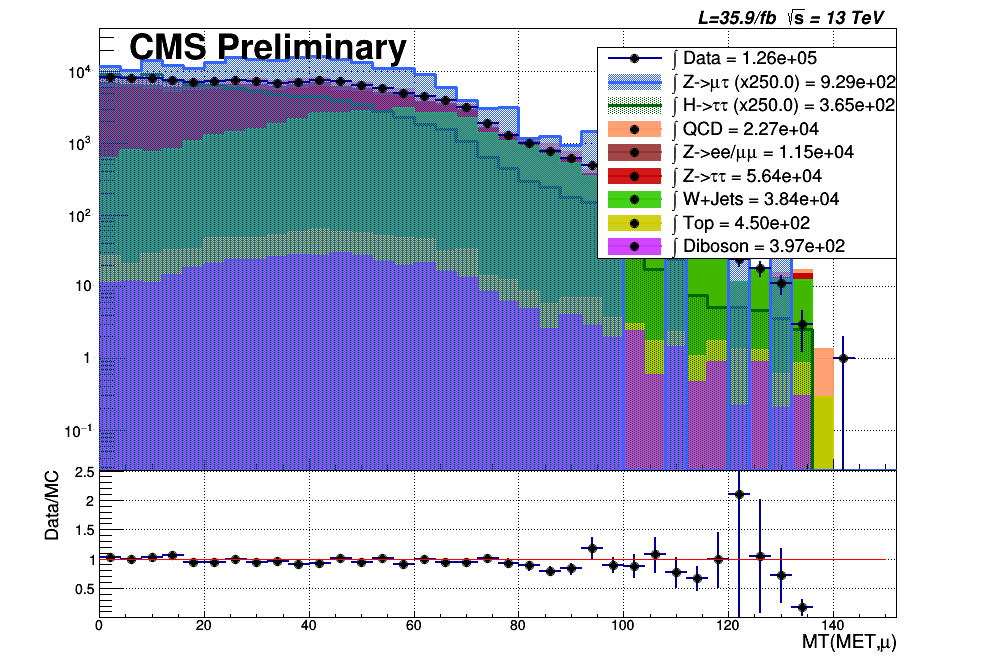 L=35.9/fb √s = 13 TeV
CMS Preliminary
∫ Data = 1.26e+05
∫ Z->μτ (x250.0) = 9.29e+02
∫ H->ττ (x250.0) = 3.65e+02
∫ QCD = 2.27e+04
∫ Z->ee/μμ = 1.15e+04
∫ Z->ττ = 5.64e+04
∫ W+Jets = 3.84e+04
∫ Top = 4.50e+02
∫ Diboson = 3.97e+02
10⁴
10³
10²
10
1
10⁻¹
Data/MC
2.5
2
1.5
1
0.5
0 20 40 60 80 100 120 140
MT(MET,μ)